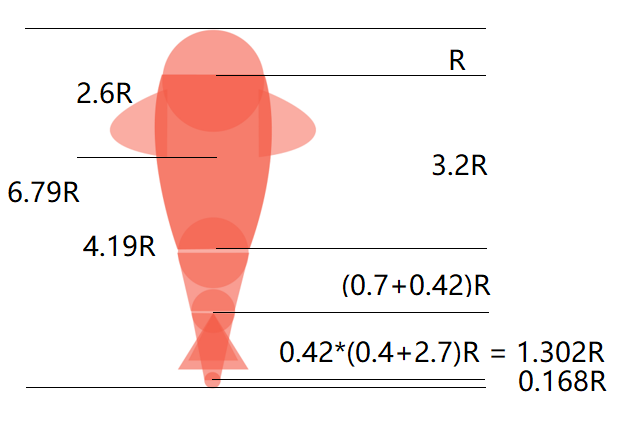 R
2.6R
3.2R
6.79R
4.19R
(0.7+0.42)R
0.42*(0.4+2.7)R = 1.302R
0.168R